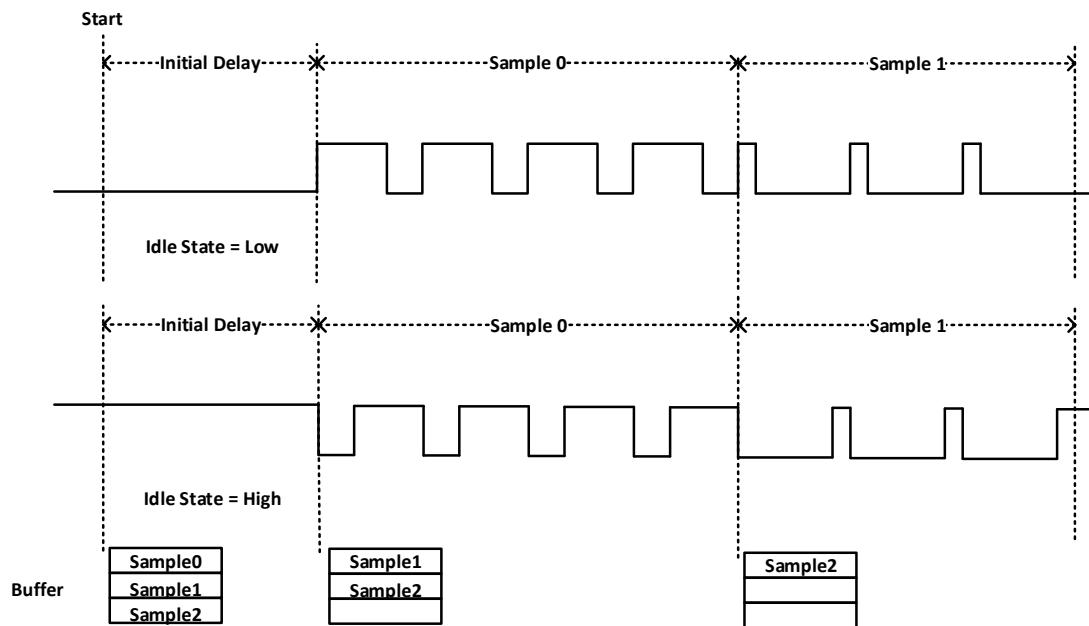 Start
Initial Delay
Sample 0
Sample 1
Idle State = Low
Initial Delay
Sample 0
Sample 1
Idle State = High
Buffer
Sample0
Sample1
Sample2
Sample1
Sample2
Sample2